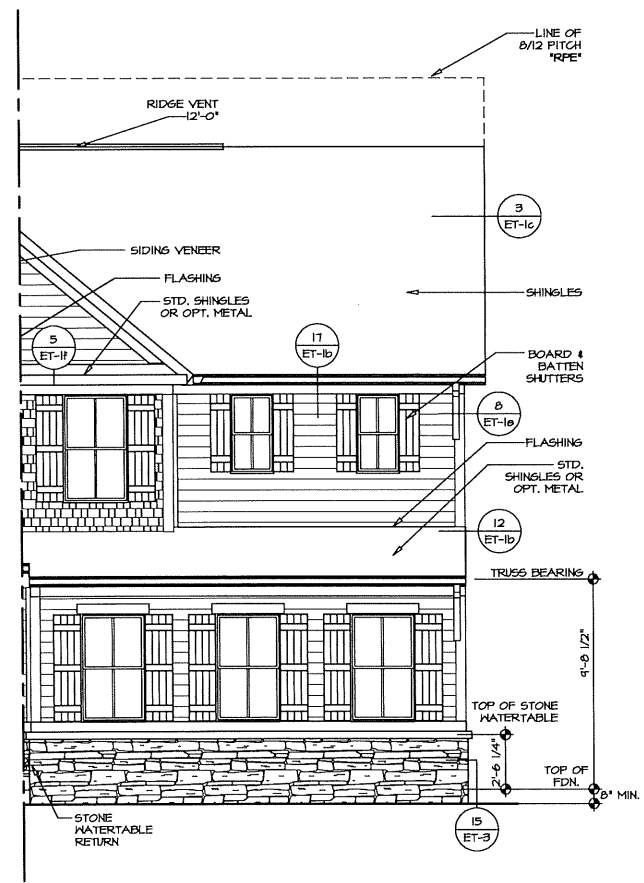 LINE OF
8/12 PITCH
"RPE"
RIDGE VENT
12'-0"
3
ET-1c
SIDING VENEER
FLASHING
SHINGLES
STD. SHINGLES
OR OPT. METAL
5
ET-1f
17
ET-1b
BOARD &
BATTEN
SHUTTERS
8
ET-1a
FLASHING
STD.
SHINGLES OR
OPT. METAL
12
ET-1b
TRUSS BEARING
9'-8 1/2"
TOP OF STONE
WATERTABLE
2'-6 1/4"
TOP OF
FDN.
8" MIN.
STONE
WATERTABLE
RETURN
15
ET-3